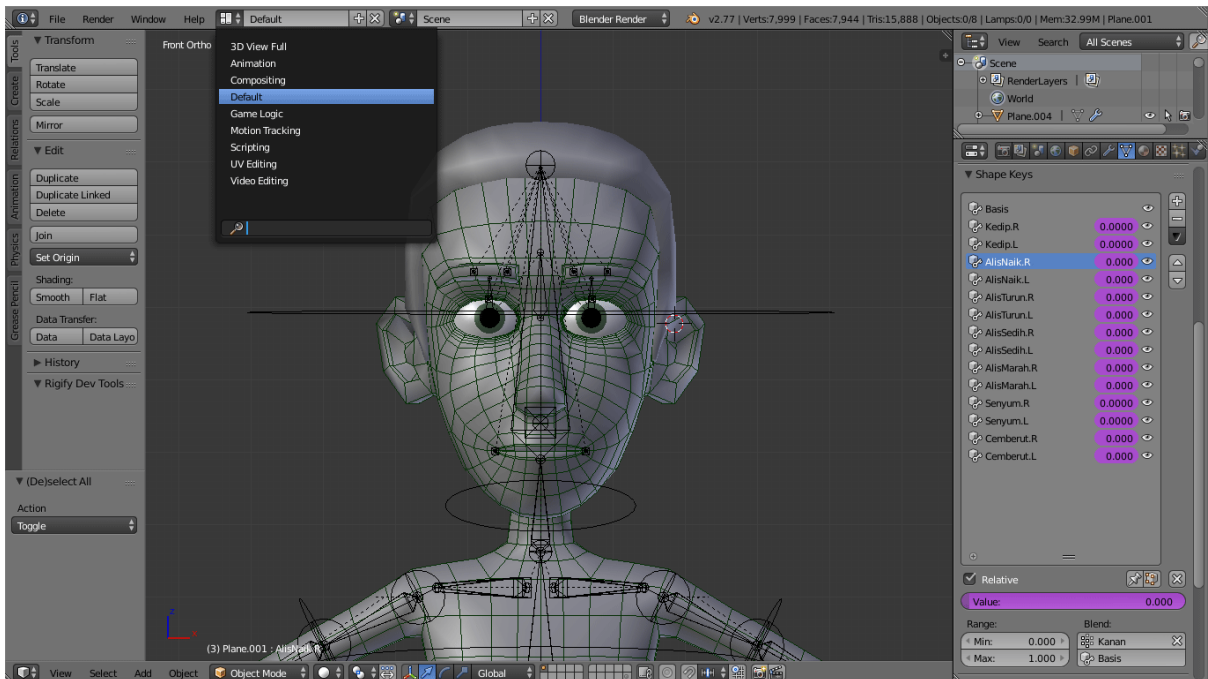 File Render Window Help Default Scene Blender Render v2.77 | Verts:7,999 | Faces:7,944 | Tris:15,888 | Objects:0/8 | Lamps:0/0 | Mem:32.99M | Plane.001
Tools
Create
Relations
Animation
Physics
Grease Pencil
Transform
Translate
Rotate
Scale
Mirror
Edit
Duplicate
Duplicate Linked
Delete
Join
Set Origin
Shading:
Smooth Flat
Data Transfer:
Data Data Layo
History
Rigify Dev Tools
(De)select All
Action
Toggle
Front Ortho
3D View Full
Animation
Compositing
Default
Game Logic
Motion Tracking
Scripting
UV Editing
Video Editing
z
x
(3) Plane.001 : AlisNaik.R
View Select Add Object Object Mode Global
View Search All Scenes
Scene
RenderLayers |
World
Plane.004 |
Shape Keys
Basis
Kedip.R 0.0000
Kedip.L 0.0000
AlisNaik.R 0.000
AlisNaik.L 0.000
AlisTurun.R 0.000
AlisTurun.L 0.000
AlisSedih.R 0.000
AlisSedih.L 0.000
AlisMarah.R 0.000
AlisMarah.L 0.000
Senyum.R 0.0000
Senyum.L 0.0000
Cemberut.R 0.000
Cemberut.L 0.000
Relative
Value: 0.000
Range: Blend:
Min: 0.000 Kanan
Max: 1.000 Basis